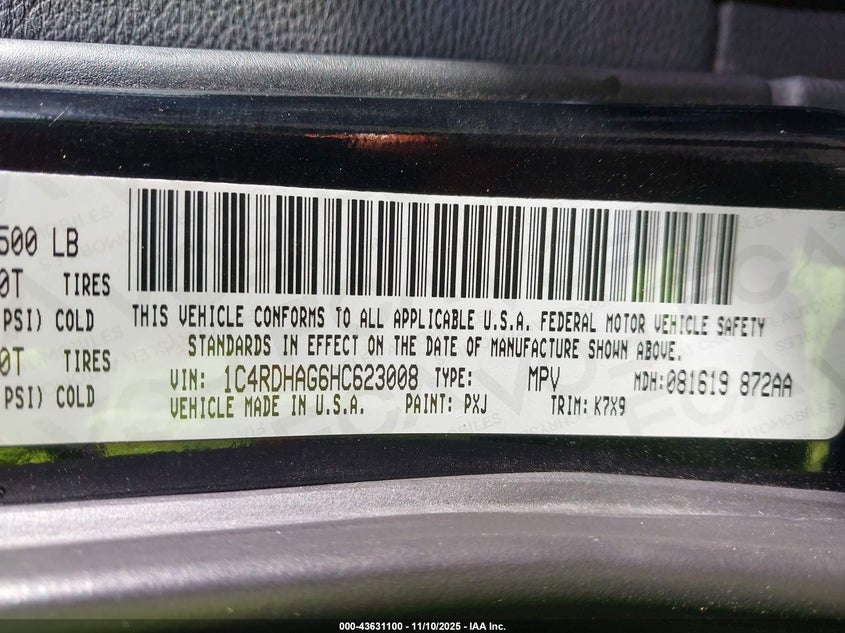 500 LB
0T TIRES
PSI) COLD
0T TIRES
PSI) COLD
THIS VEHICLE CONFORMS TO ALL APPLICABLE U.S.A. FEDERAL MOTOR VEHICLE SAFETY
STANDARDS IN EFFECT ON THE DATE OF MANUFACTURE SHOWN ABOVE.
VIN: 1C4RDHAG6HC623008 TYPE: MPV MDH: 081619 872AA
VEHICLE MADE IN U.S.A. PAINT: PXJ TRIM: K7X9
000-43631100 - 11/10/2025 - IAA Inc.